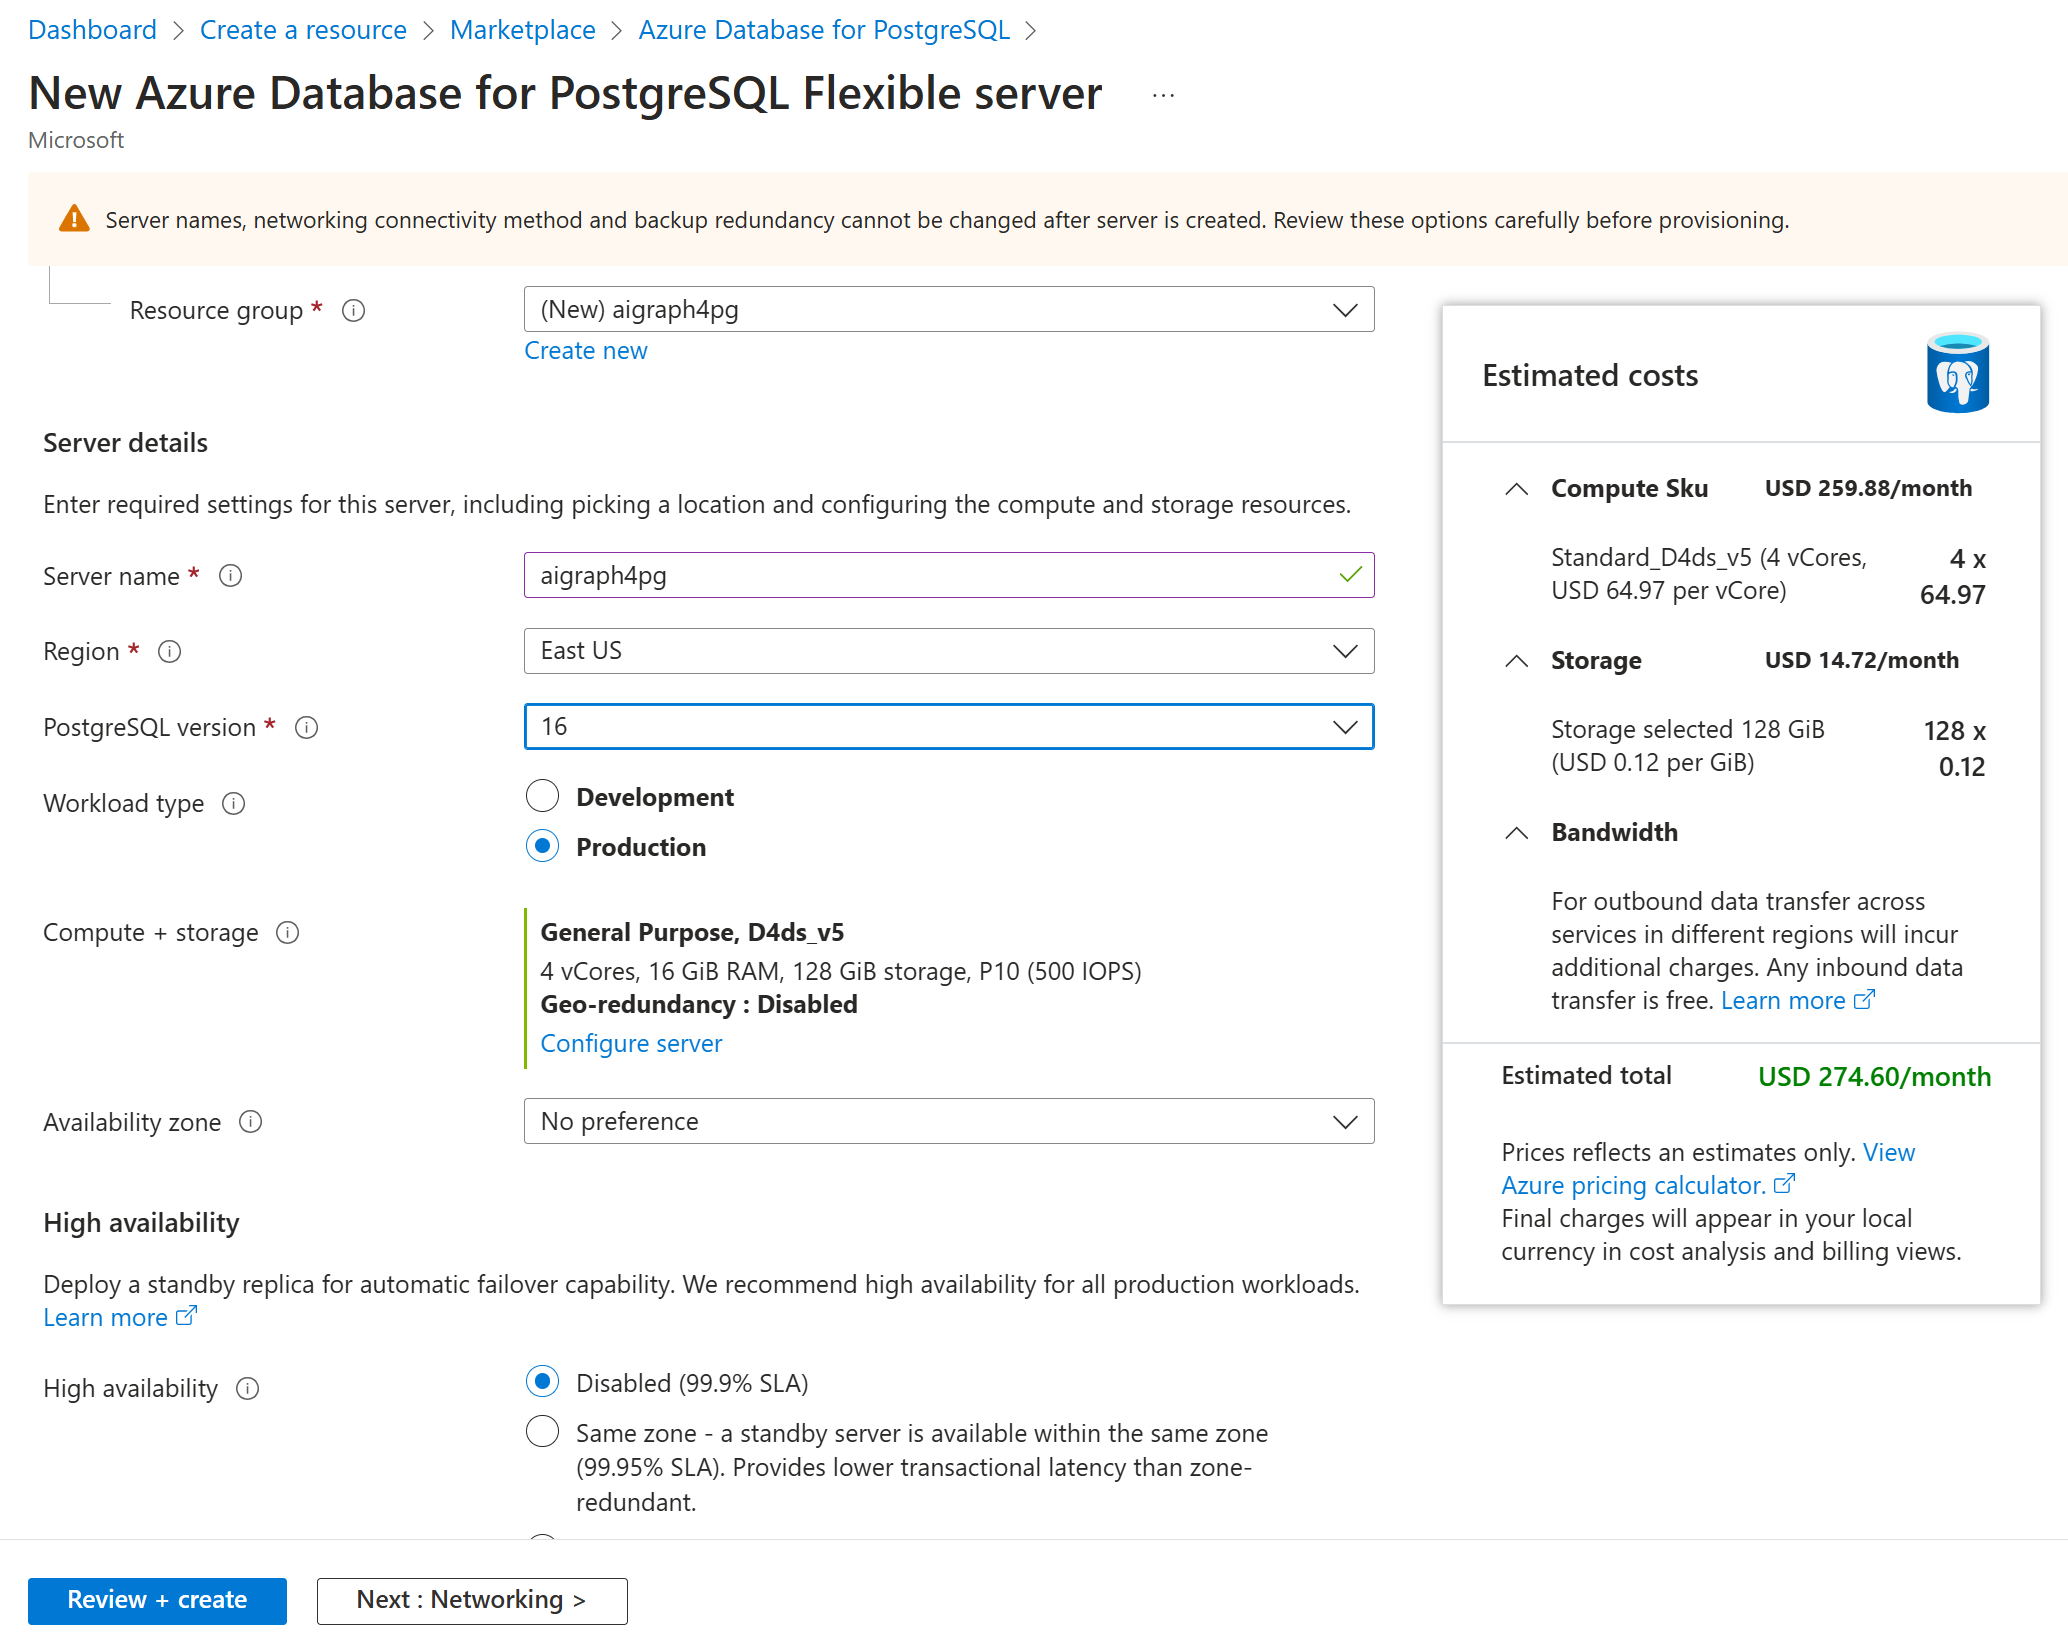 Dashboard > Create a resource > Marketplace > Azure Database for PostgreSQL >
New Azure Database for PostgreSQL Flexible server ...
Microsoft
Server names, networking connectivity method and backup redundancy cannot be changed after server is created. Review these options carefully before provisioning.
Resource group *
(New) aigraph4pg
Create new
Server details
Enter required settings for this server, including picking a location and configuring the compute and storage resources.
Server name *
aigraph4pg
Region *
East US
PostgreSQL version *
16
Workload type
Development
Production
Compute + storage
General Purpose, D4ds_v5
4 vCores, 16 GiB RAM, 128 GiB storage, P10 (500 IOPS)
Geo-redundancy : Disabled
Configure server
Availability zone
No preference
High availability
Deploy a standby replica for automatic failover capability. We recommend high availability for all production workloads.
Learn more
High availability
Disabled (99.9% SLA)
Same zone - a standby server is available within the same zone
(99.95% SLA). Provides lower transactional latency than zone-
redundant.
Review + create
Next : Networking >
Estimated costs
Compute Sku USD 259.88/month
Standard_D4ds_v5 (4 vCores, 4 x
USD 64.97 per vCore) 64.97
Storage USD 14.72/month
Storage selected 128 GiB 128 x
(USD 0.12 per GiB) 0.12
Bandwidth
For outbound data transfer across
services in different regions will incur
additional charges. Any inbound data
transfer is free. Learn more
Estimated total USD 274.60/month
Prices reflects an estimates only. View
Azure pricing calculator.
Final charges will appear in your local
currency in cost analysis and billing views.